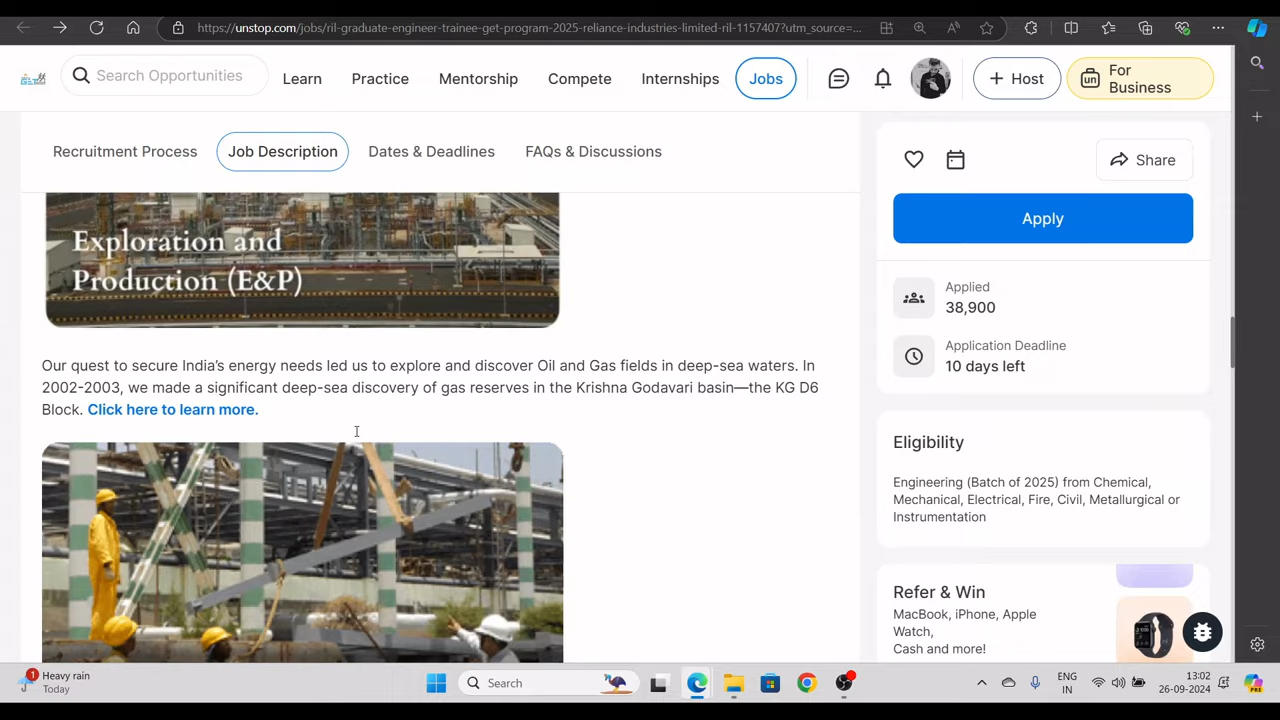 https://unstop.com/jobs/ril-graduate-engineer-trainee-get-program-2025-reliance-industries-limited-ril-1157407?utm_source=...
Search Opportunities
Learn
Practice
Mentorship
Compete
Internships
Jobs
+ Host
un
For
Business
Recruitment Process
Job Description
Dates & Deadlines
FAQs & Discussions
Share
Apply
Exploration and
Production (E&P)
Applied
38,900
Application Deadline
10 days left
Our quest to secure India's energy needs led us to explore and discover Oil and Gas fields in deep-sea waters. In
2002-2003, we made a significant deep-sea discovery of gas reserves in the Krishna Godavari basin—the KG D6
Block. Click here to learn more.
Eligibility
Engineering (Batch of 2025) from Chemical,
Mechanical, Electrical, Fire, Civil, Metallurgical or
Instrumentation
Refer & Win
MacBook, iPhone, Apple
Watch,
Cash and more!
1
Heavy rain
Today
Search
ENG
IN
13:02
26-09-2024
PRE